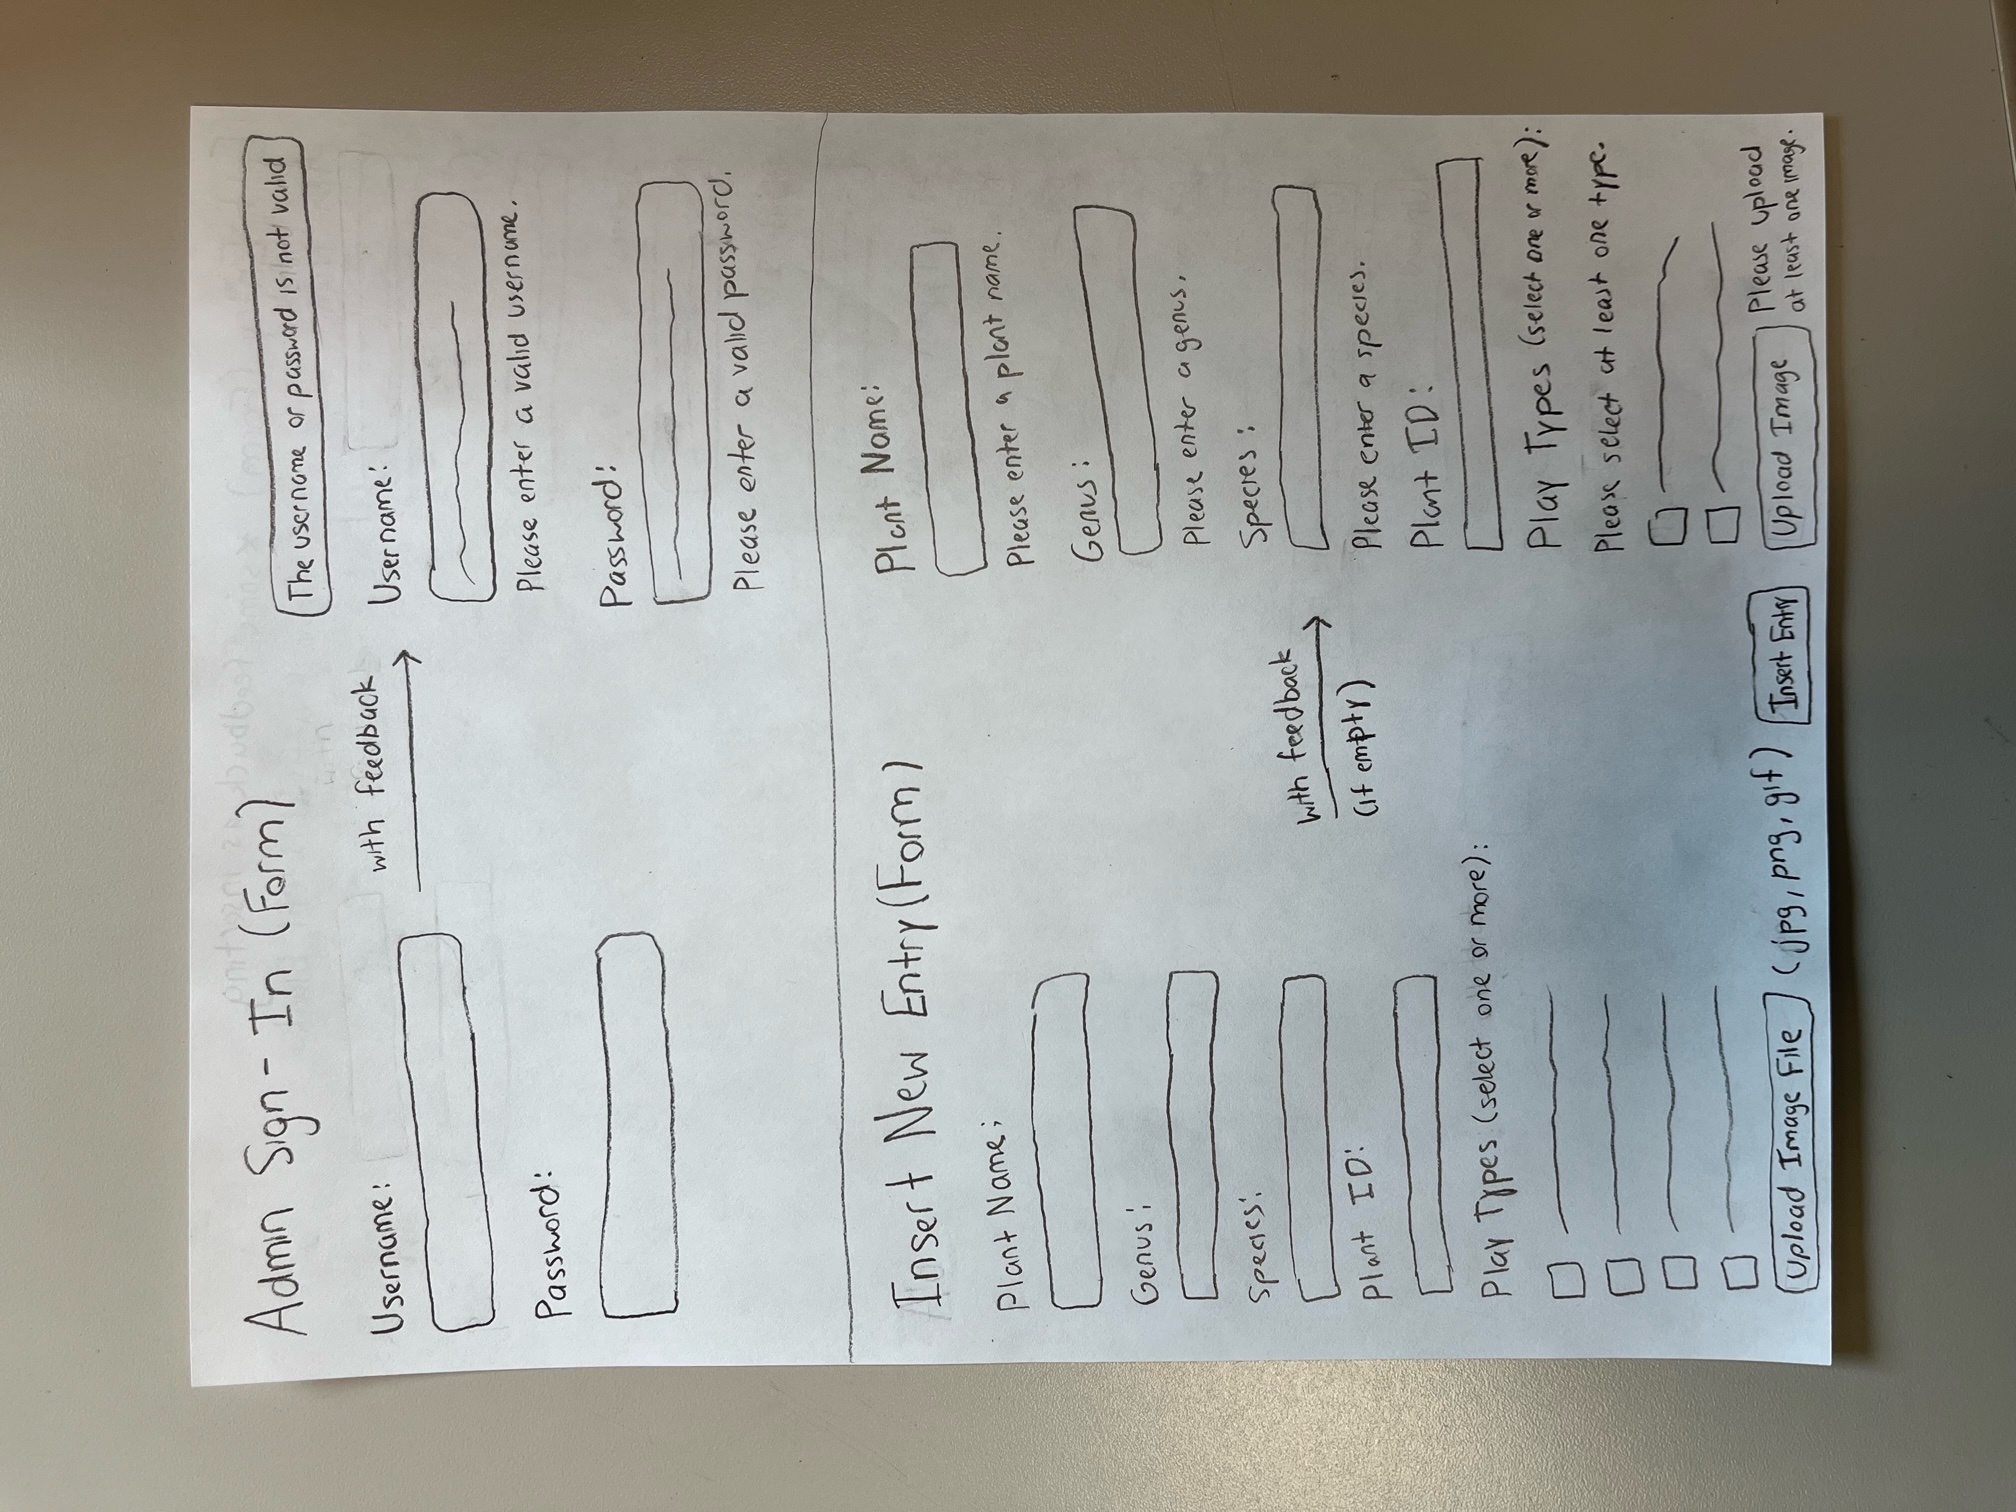 Admin Sign-In (Form)
Username:
Password:
with feedback
The username or password is not valid
Username:
Please enter a valid username.
Password:
Please enter a valid password.
Insert New Entry (Form)
Plant Name:
Genus:
Species:
Plant ID:
Play Types (select one or more):
Upload Image File (jpg, png, gif) Insert Entry
with feedback
(if empty)
Plant Name:
Please enter a plant name.
Genus:
Please enter a genus.
Species:
Please enter a species.
Plant ID:
Play Types (select one or more):
Please select at least one type.
Upload Image
Please upload
at least one image.